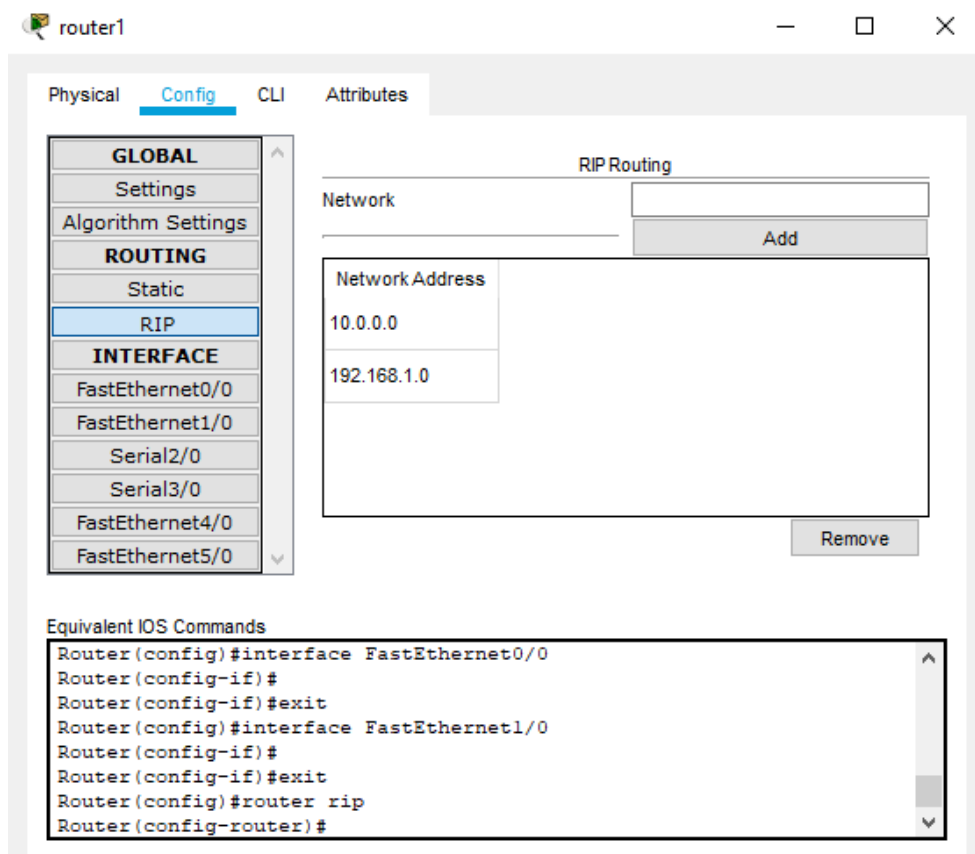 router1
Physical Config CLI Attributes
GLOBAL
Settings
Algorithm Settings
ROUTING
Static
RIP
INTERFACE
FastEthernet0/0
FastEthernet1/0
Serial2/0
Serial3/0
FastEthernet4/0
FastEthernet5/0
RIP Routing
Network
Add
Network Address
10.0.0.0
192.168.1.0
Remove
Equivalent IOS Commands
Router(config)#interface FastEthernet0/0
Router(config-if)#
Router(config-if)#exit
Router(config)#interface FastEthernet1/0
Router(config-if)#
Router(config-if)#exit
Router(config)#router rip
Router(config-router)#